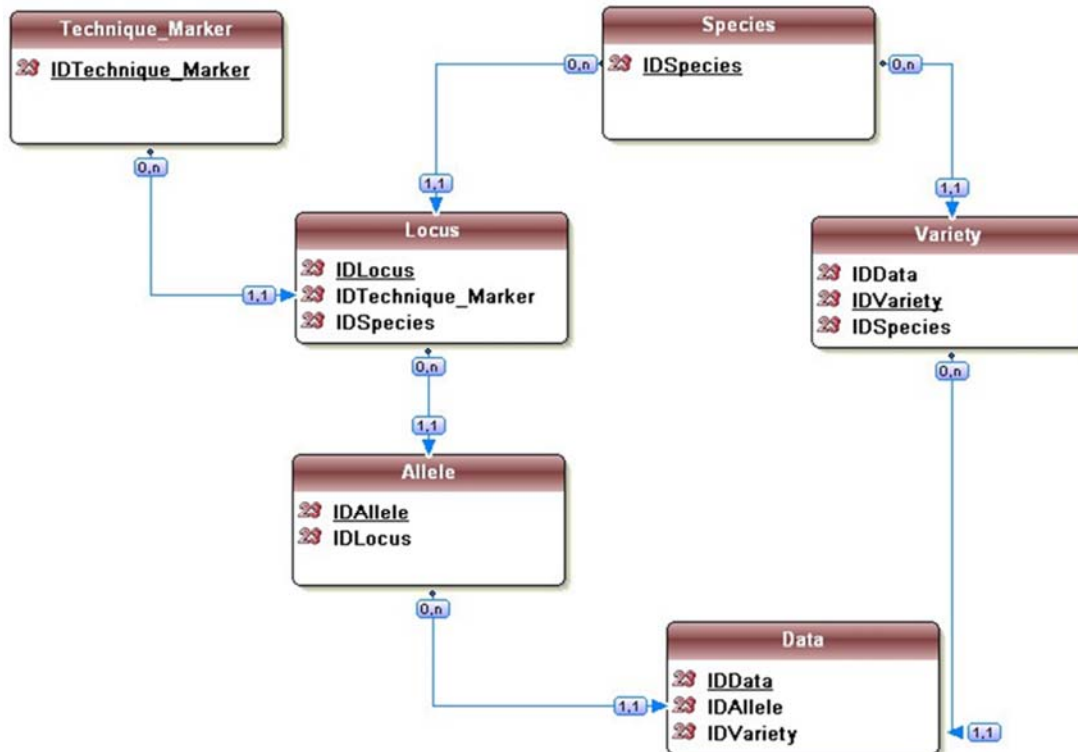 Technique_Marker
IDTechnique_Marker
Species
IDSpecies
0,n
0,n
0,n
1,1
1,1
Locus
IDLocus
IDTechnique_Marker
IDSpecies
1,1
Variety
IDData
IDVariety
IDSpecies
0,n
0,n
1,1
Allele
IDAllele
IDLocus
0,n
Data
IDData
IDAllele
IDVariety
1,1
1,1